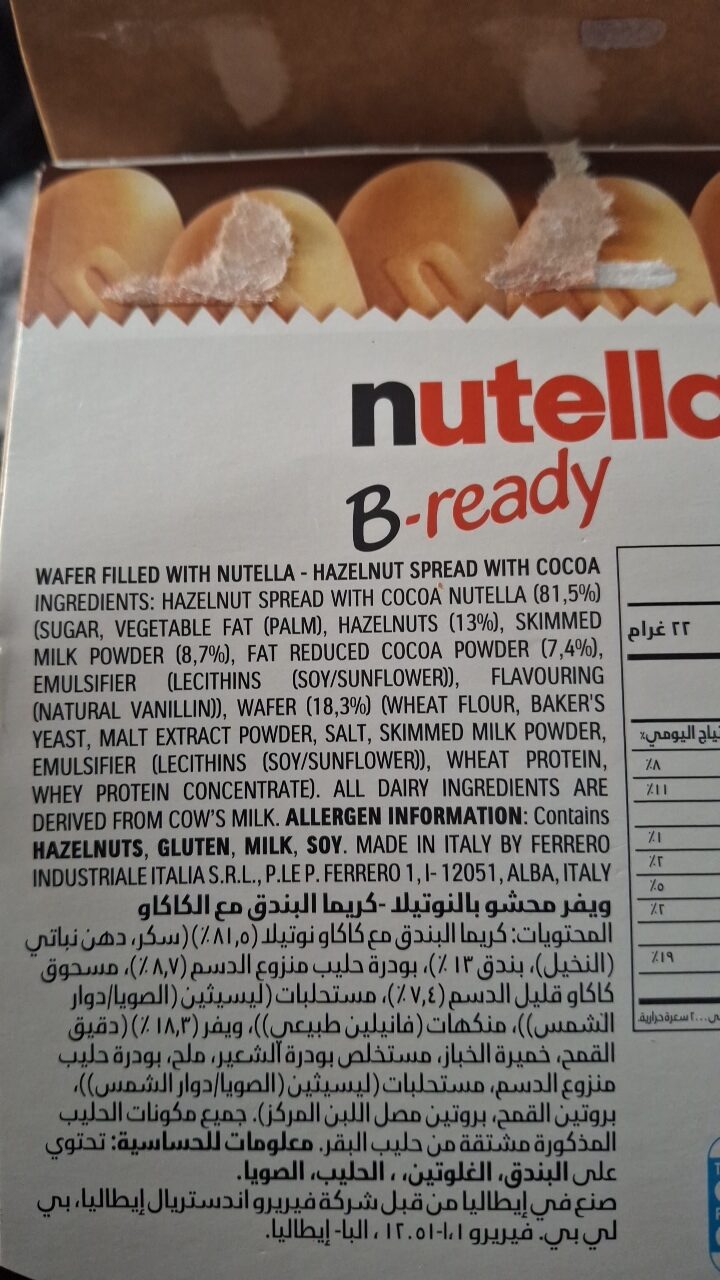 nutella
B-ready
WAFER FILLED WITH NUTELLA - HAZELNUT SPREAD WITH COCOA
INGREDIENTS: HAZELNUT SPREAD WITH COCOA NUTELLA (81,5%)
(SUGAR, VEGETABLE FAT (PALM), HAZELNUTS (13%), SKIMMED
MILK POWDER (8,7%), FAT REDUCED COCOA POWDER (7,4%),
EMULSIFIER (LECITHINS (SOY/SUNFLOWER)), FLAVOURING
(NATURAL VANILLIN)), WAFER (18,3%) (WHEAT FLOUR, BAKER'S
YEAST, MALT EXTRACT POWDER, SALT, SKIMMED MILK POWDER,
EMULSIFIER (LECITHINS (SOY/SUNFLOWER)), WHEAT PROTEIN,
WHEY PROTEIN CONCENTRATE). ALL DAIRY INGREDIENTS ARE
DERIVED FROM COW'S MILK. ALLERGEN INFORMATION: Contains
HAZELNUTS, GLUTEN, MILK, SOY. MADE IN ITALY BY FERRERO
INDUSTRIALE ITALIA S.R.L., P.LE P. FERRERO 1, I- 12051, ALBA, ITALY
ويفر محشو بالنوتيلا -كريما البندق مع الكاكاو
المحتويات: كريما البندق مع كاكاو نوتيلا (٨١,٥٪) (سكر، دهن نباتي
(النخيل)، بندق ١٣ ٪)، بودرة حليب منزوع الدسم (٨,٧٪)، مسحوق
كاكاو قليل الدسم (٧,٤٪)، مستحلبات (ليسيثين (الصويا/دوار
الشمس))، منكهات (فانيلين طبيعي))، ويفر (١٨,٣ ٪) (دقيق
القمح، خميرة الخباز، مستخلص بودرة الشعير، ملح، بودرة حليب
منزوع الدسم، مستحلبات (ليسيثين (الصويا/دوار الشمس))،
بروتين القمح، بروتين مصل اللبن المركز). جميع مكونات الحليب
المذكورة مشتقة من حليب البقر. معلومات للحساسية: تحتوي
على البندق، الغلوتين، ، الحليب، الصويا.
صنع في إيطاليا من قبل شركة فيريرو اندستريال إيطاليا، بي
لي بي. فيريرو ١،١-١٢٠٥١ ، البا- إيطاليا.
٢٢ غرام
اليومي٪
٨٪
١١٪
١٪
٢٪
٥٪
٢٪
١٩٪
سعرة حرارية.